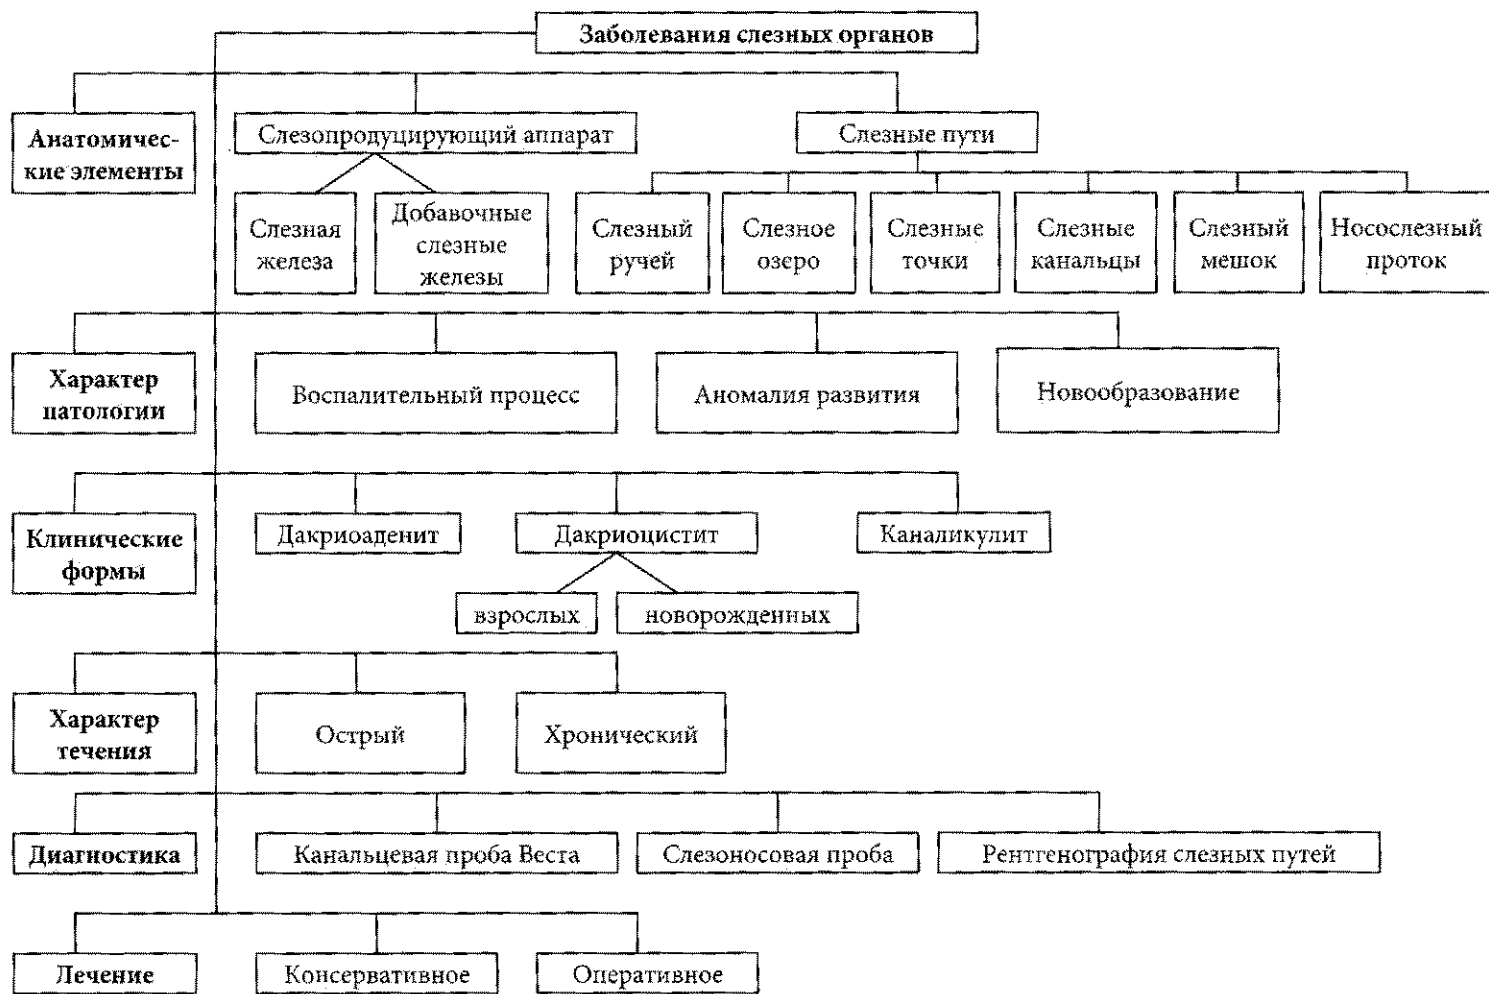 Заболевания слезных органов
Анатомичес-
кие элементы
Слезопродуцирующий аппарат
Слезные пути
Слезная
железа
Добавочные
слезные
железы
Слезный
ручей
Слезное
озеро
Слезные
точки
Слезные
канальцы
Слезный
мешок
Носослезный
проток
Характер
патологии
Воспалительный процесс
Аномалия развития
Новообразование
Клинические
формы
Дакриоаденит
Дакриоцистит
Каналикулит
взрослых
новорожденных
Характер
течения
Острый
Хронический
Диагностика
Канальцевая проба Веста
Слезоносовая проба
Рентгенография слезных путей
Лечение
Консервативное
Оперативное